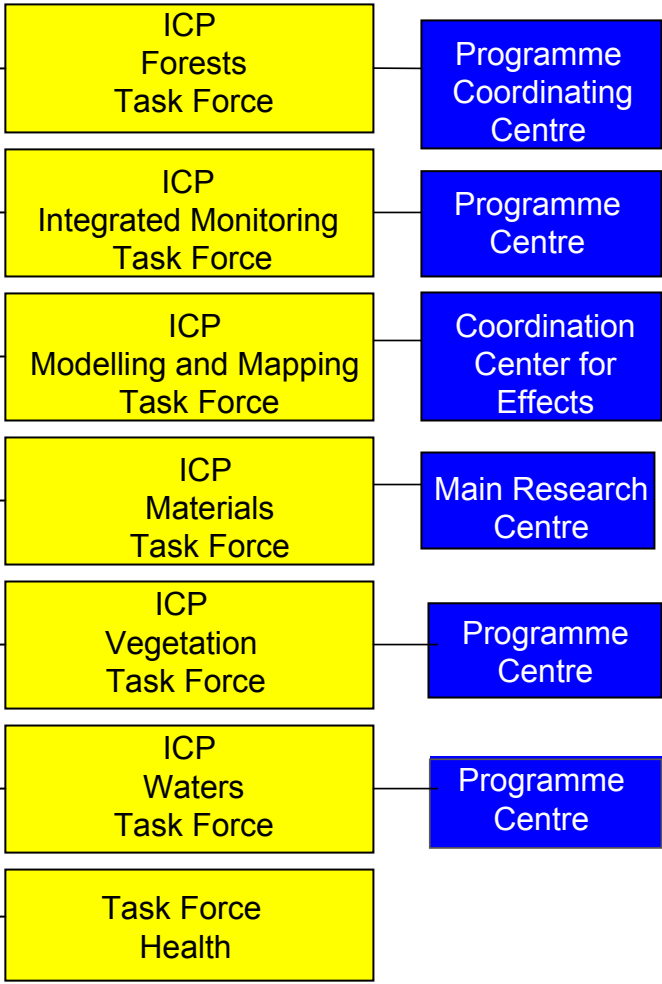 ICP
Forests
Task Force
Programme
Coordinating
Centre
ICP
Integrated Monitoring
Task Force
Programme
Centre
ICP
Modelling and Mapping
Task Force
Coordination
Center for
Effects
ICP
Materials
Task Force
Main Research
Centre
ICP
Vegetation
Task Force
Programme
Centre
ICP
Waters
Task Force
Programme
Centre
Task Force
Health